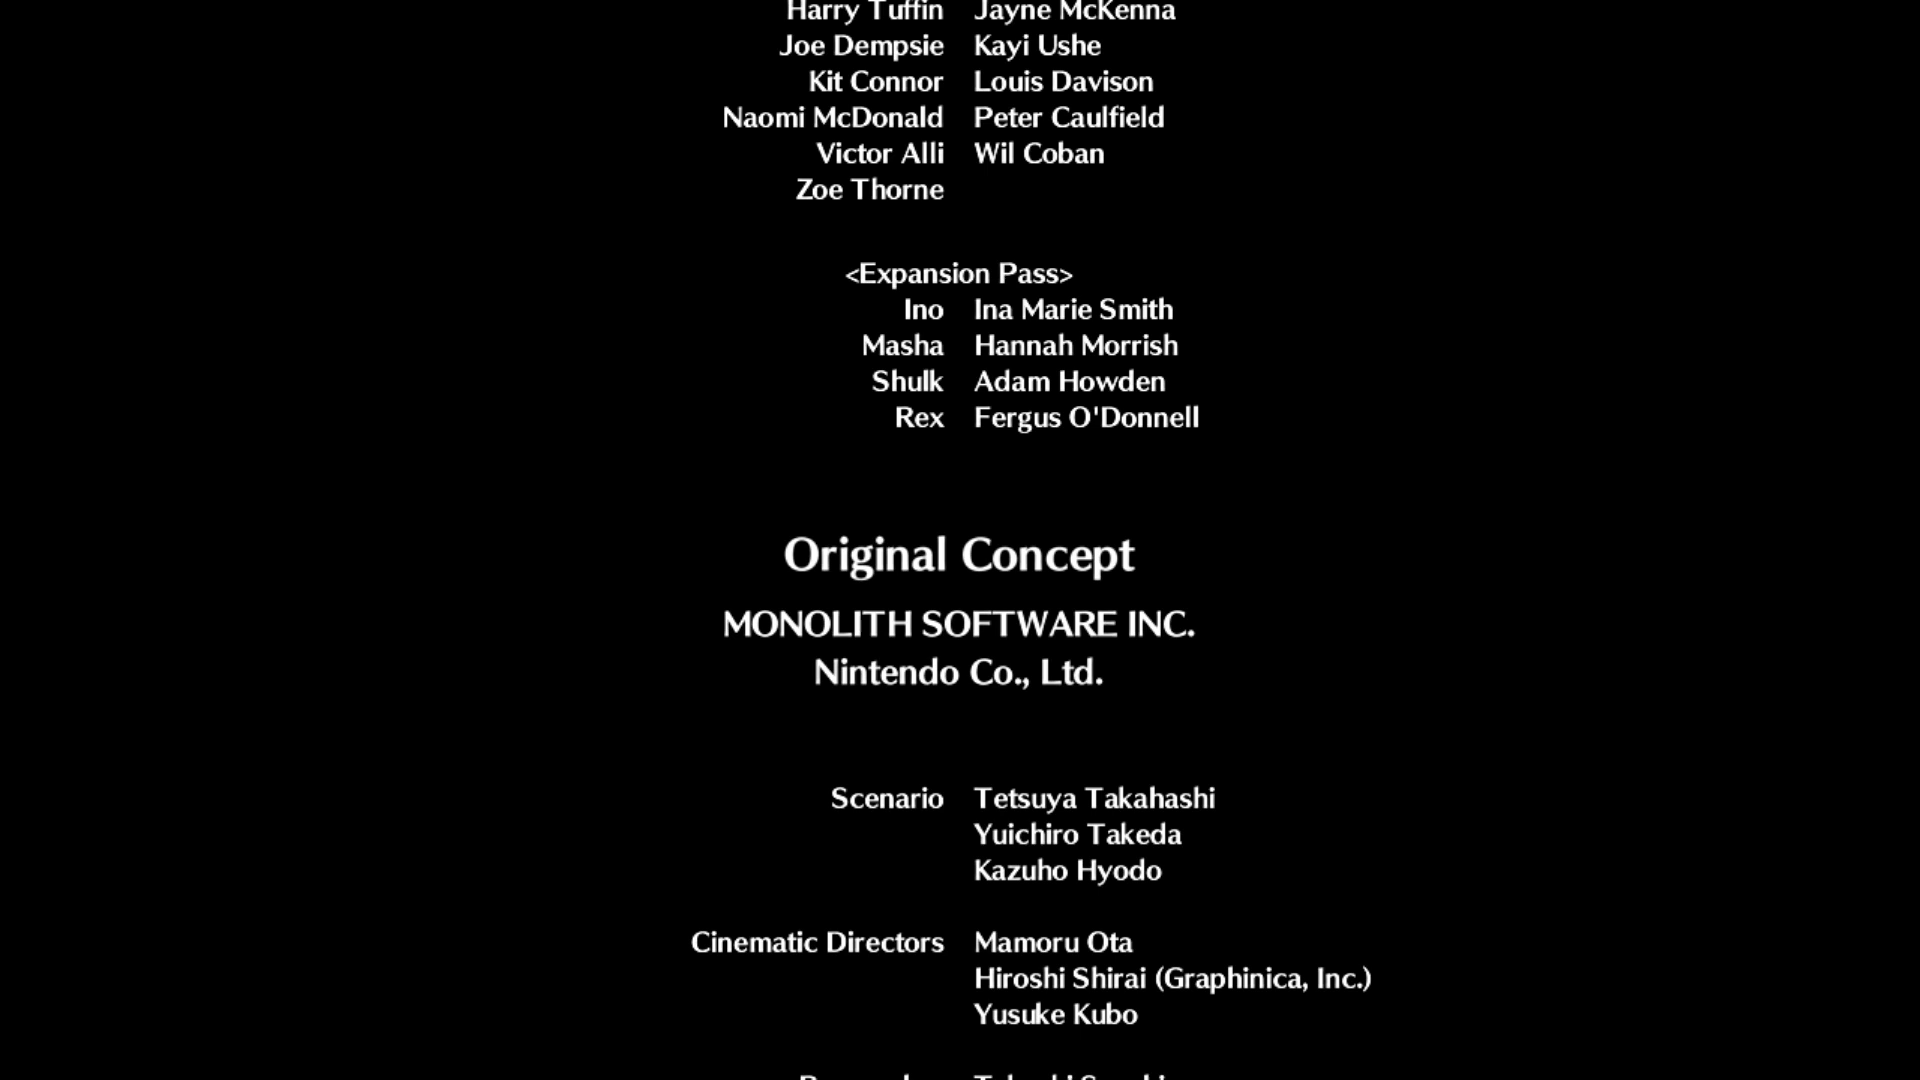 Harry Tuffin Jayne McKenna
Joe Dempsie Kayi Ushe
Kit Connor Louis Davison
Naomi McDonald Peter Caulfield
Victor Alli Wil Coban
Zoe Thorne
<Expansion Pass>
Ino Ina Marie Smith
Masha Hannah Morrish
Shulk Adam Howden
Rex Fergus O'Donnell
Original Concept
MONOLITH SOFTWARE INC.
Nintendo Co., Ltd.
Scenario Tetsuya Takahashi
Yuichiro Takeda
Kazuho Hyodo
Cinematic Directors Mamoru Ota
Hiroshi Shirai (Graphinica, Inc.)
Yusuke Kubo